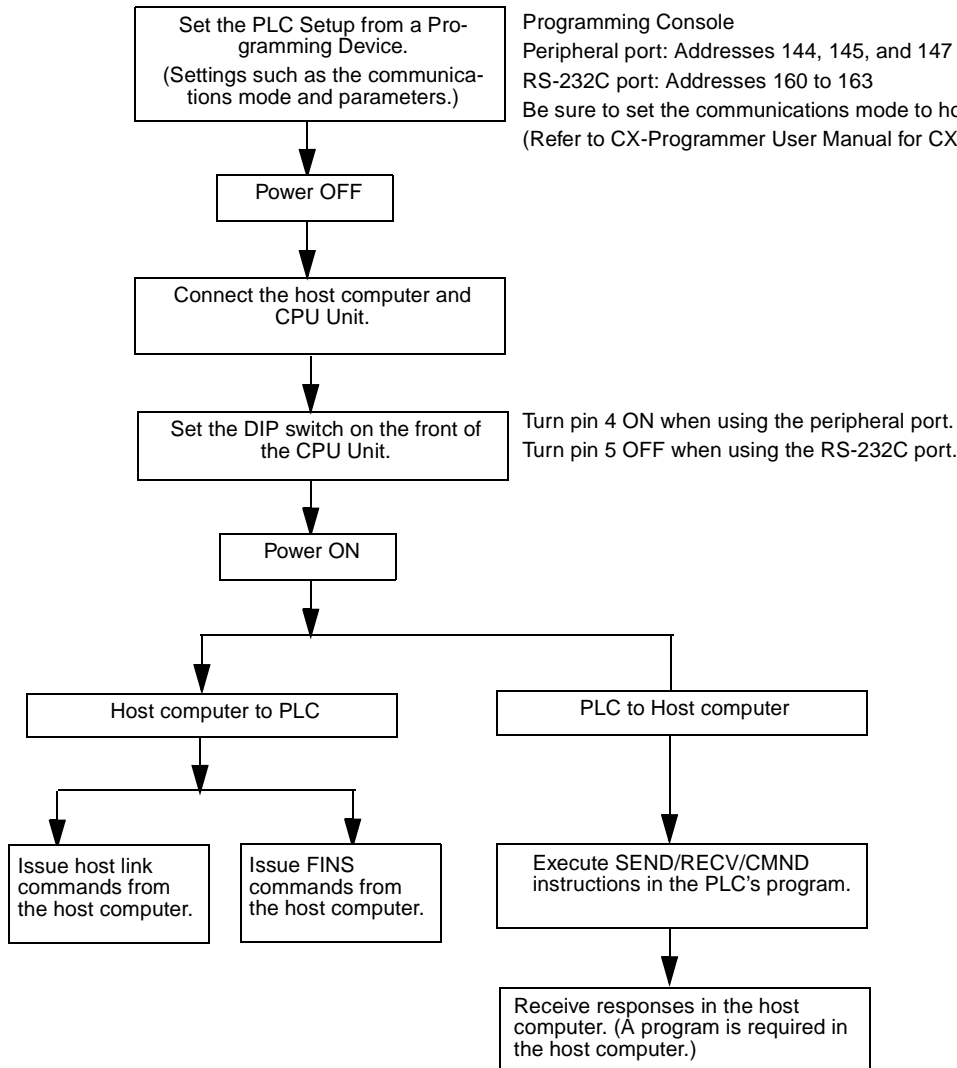 Set the PLC Setup from a Pro-
gramming Device.
(Settings such as the communica-
tions mode and parameters.)
Programming Console
Peripheral port: Addresses 144, 145, and 147
RS-232C port: Addresses 160 to 163
Be sure to set the communications mode to
(Refer to CX-Programmer User Manual for
Power OFF
Connect the host computer and
CPU Unit.
Set the DIP switch on the front of
the CPU Unit.
Turn pin 4 ON when using the peripheral port.
Turn pin 5 OFF when using the RS-232C port.
Power ON
Host computer to PLC
PLC to Host computer
Issue host link
commands from
the host computer.
Issue FINS
commands from
the host computer.
Execute SEND/RECV/CMND
instructions in the PLC's program.
Receive responses in the host
computer. (A program is required in
the host computer.)